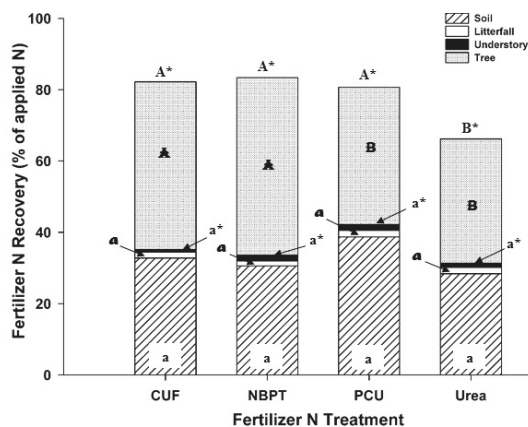 100
80
60
40
20
0
Fertilizer N Recovery (% of applied N)
Soil
Litterfall
Understory
Tree
A* A* A* B*
A A B B
a a* a a* a a* a a*
a a a a
CUF NBPT PCU Urea
Fertilizer N Treatment